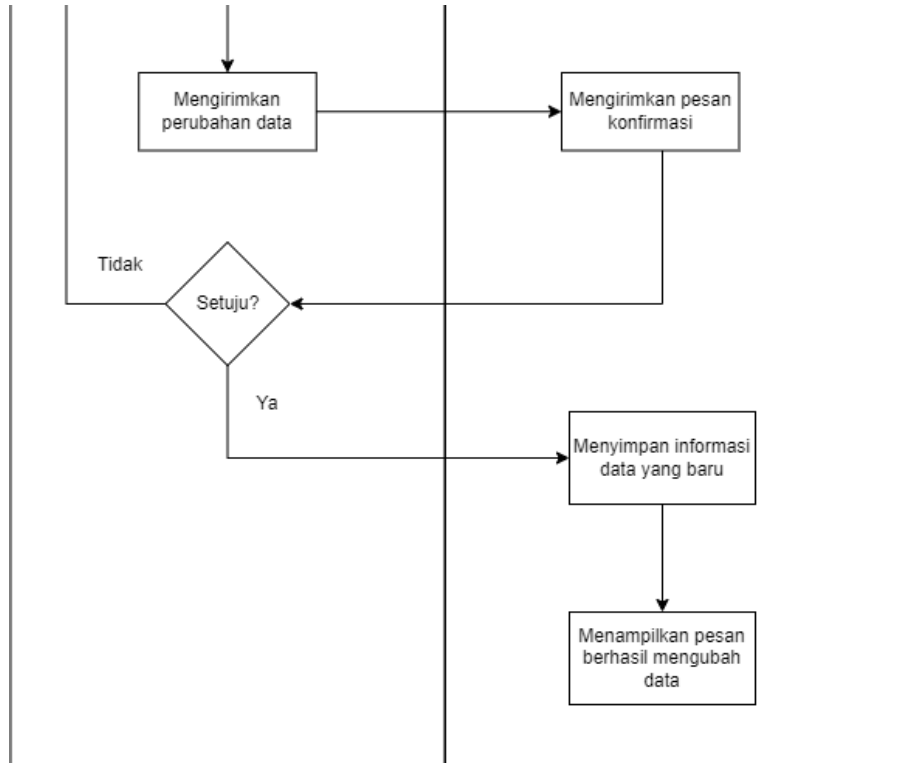 Mengirimkan
perubahan data
Mengirimkan pesan
konfirmasi
Tidak
Setuju?
Ya
Menyimpan informasi
data yang baru
Menampilkan pesan
berhasil mengubah
data